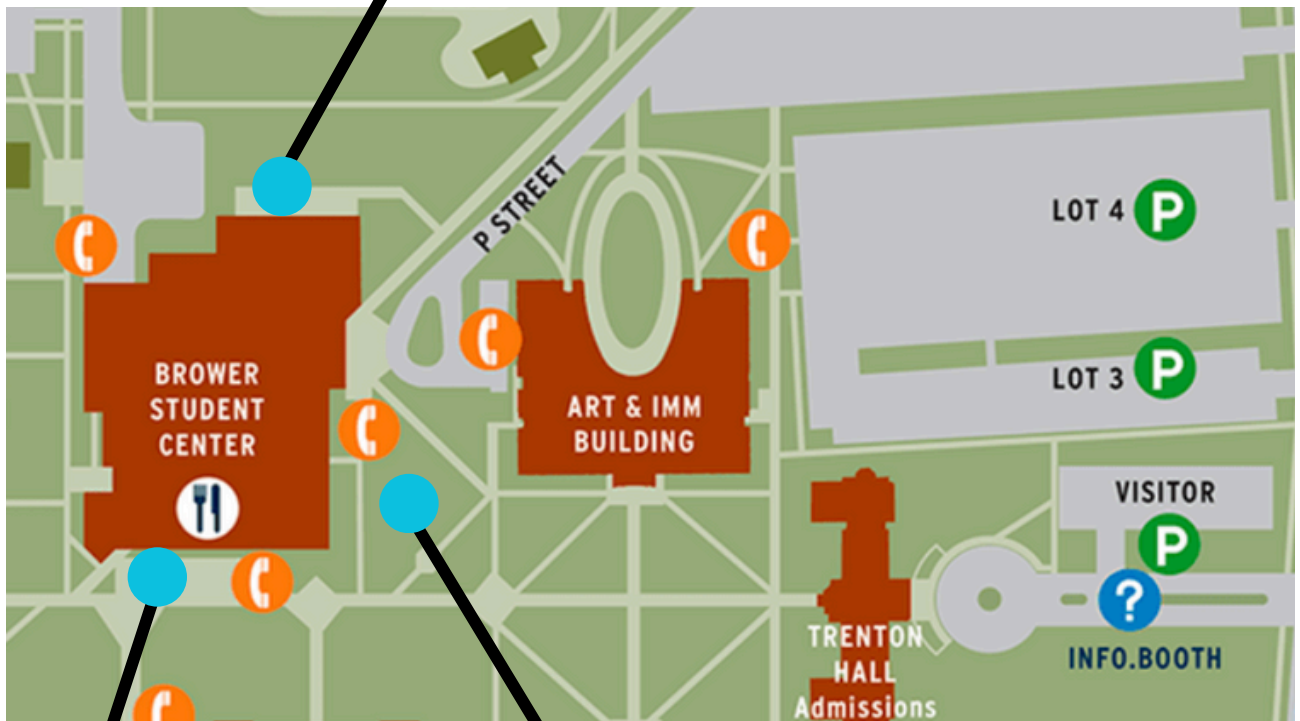 P STREET
LOT 4 P
LOT 3 P
BROWER
STUDENT
CENTER
ART & IMM
BUILDING
VISITOR
P
?
INFO.BOOTH
TRENTON
HALL
Admissions